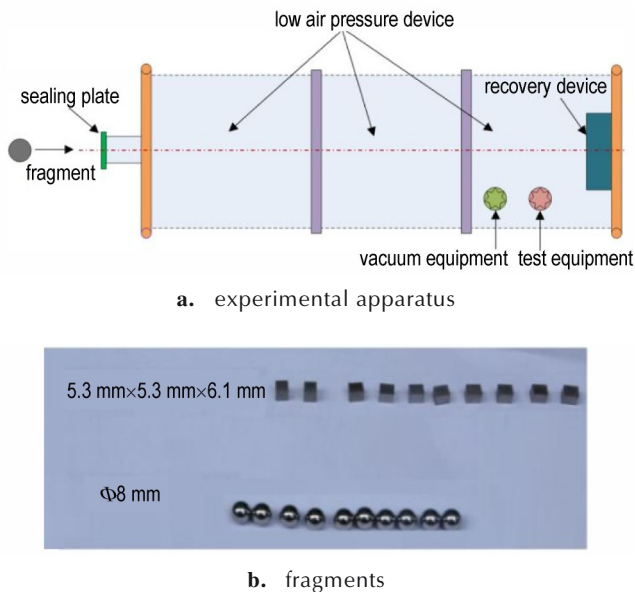 low air pressure device
sealing plate
recovery device
fragment
vacuum equipment
test equipment
a. experimental apparatus
5.3 mm×5.3 mm×6.1 mm
Φ8 mm
b. fragments